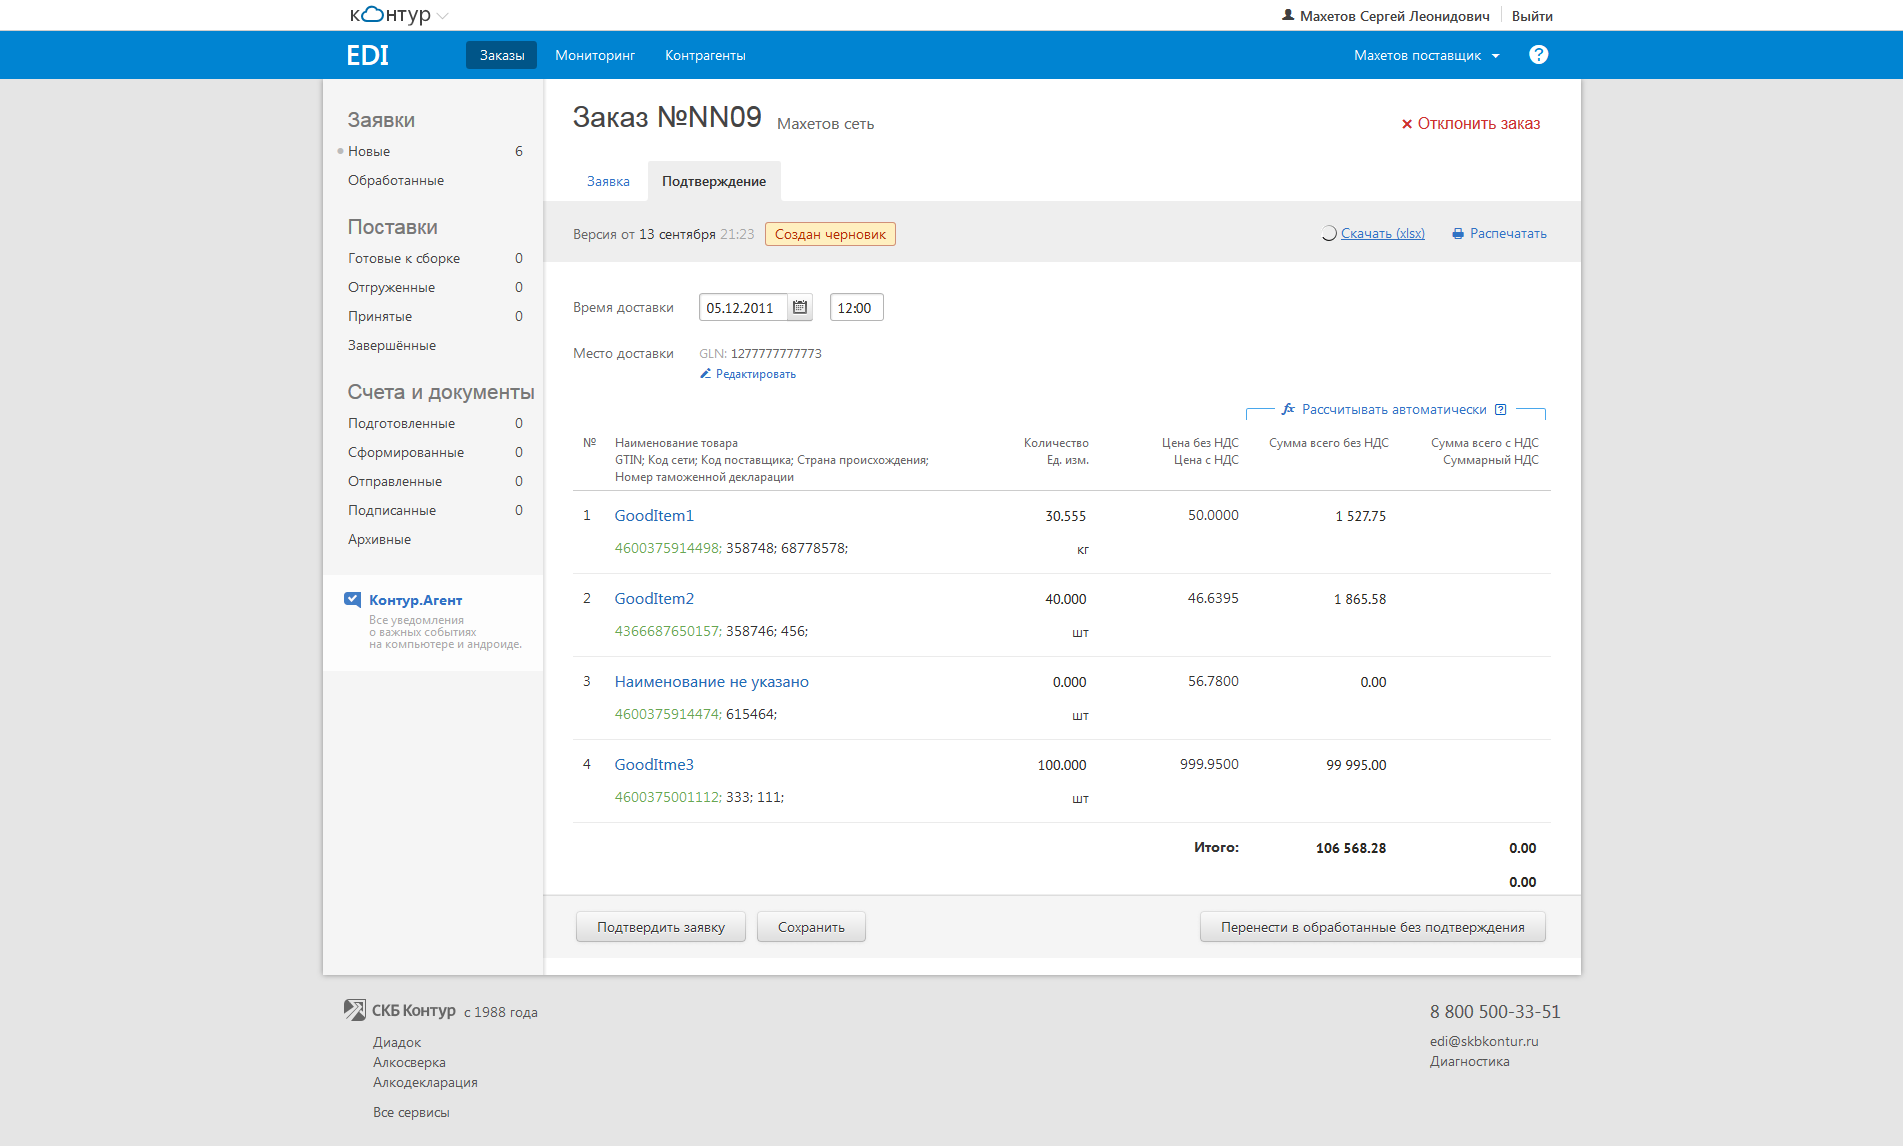 контур
Махетов Сергей Леонидович Выйти
EDI Заказы Мониторинг Контрагенты Махетов поставщик ?
Заявки
Новые 6
Обработанные
Поставки
Готовые к сборке 0
Отгруженные 0
Принятые 0
Завершённые
Счета и документы
Подготовленные 0
Сформированные 0
Отправленные 0
Подписанные 0
Архивные
Контур.Агент
Все уведомления
о важных событиях
на компьютере и андроиде.
Заказ №NN09 Махетов сеть
× Отклонить заказ
Заявка Подтверждение
Версия от 13 сентября 21:23 Создан черновик Скачать (xlsx) Распечатать
Время доставки 05.12.2011 12:00
Место доставки GLN: 1277777777773
Редактировать
fx Рассчитывать автоматически ?
№ Наименование товара Количество Цена без НДС Сумма всего без НДС Сумма всего с НДС
GTIN; Код сети; Код поставщика; Страна происхождения; Ед. изм. Цена с НДС Суммарный НДС
Номер таможенной декларации
1 GoodItem1 30.555 50.0000 1 527.75
4600375914498; 358748; 68778578; кг
2 GoodItem2 40.000 46.6395 1 865.58
4366687650157; 358746; 456; шт
3 Наименование не указано 0.000 56.7800 0.00
4600375914474; 615464; шт
4 GoodItme3 100.000 999.9500 99 995.00
4600375001112; 333; 111; шт
Итого: 106 568.28 0.00
0.00
Подтвердить заявку Сохранить Перенести в обработанные без подтверждения
СКБ Контур с 1988 года
Диадок
Алкосверка
Алкодекларация
Все сервисы
8 800 500-33-51
edi@skbkontur.ru
Диагностика